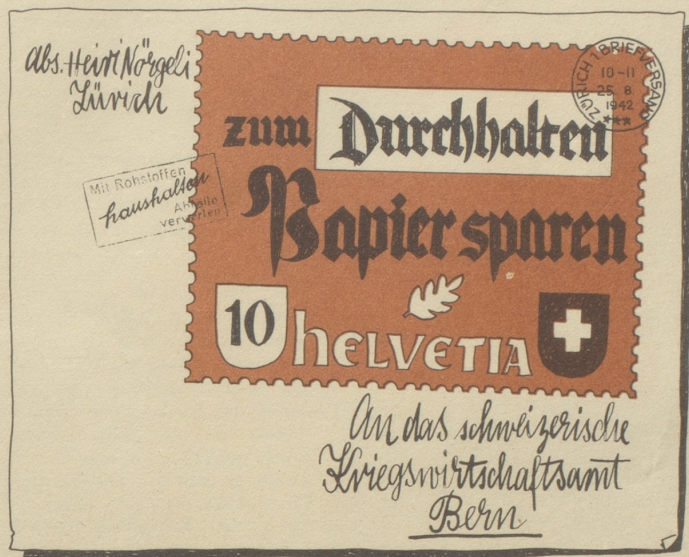 Abs. Heiri Nörgeli
Zürich
ZÜRICH 1 BRIEFVERSAND
10-11
25. 8.
1942
***
zum Durchhalten
Papier sparen
Mit Rohstoffen
haushalten
Abfälle
verwerten
10 HELVETIA
An das schweizerische
Kriegswirtschaftsamt
Bern